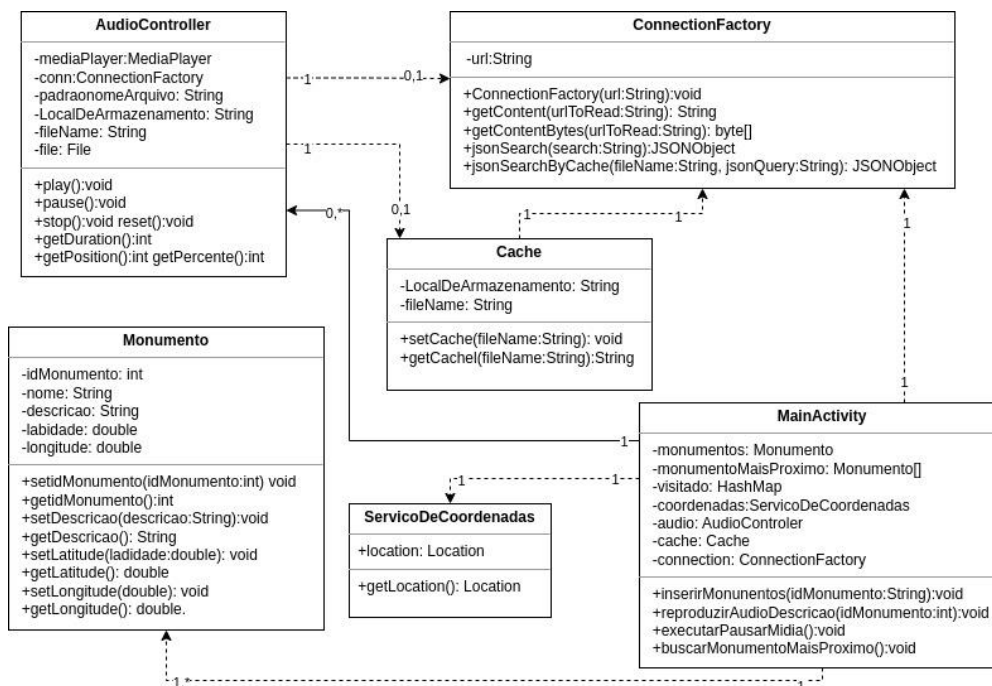 AudioController
-mediaPlayer:MediaPlayer
-conn:ConnectionFactory
-padraonomeArquivo: String
-LocalDeArmazenamento: String
-fileName: String
-file: File
+play():void
+pause():void
+stop():void reset():void
+getDuration():int
+getPosition():int getPercente():int
1
0,1
1
0,1
0,*
ConnectionFactory
-url:String
+ConnectionFactory(url:String):void
+getContent(urlToRead:String): String
+getContentBytes(urlToRead:String): byte[]
+jsonSearch(search:String):JSONObject
+jsonSearchByCache(fileName:String, jsonQuery:String): JSONObject
1
1
1
1
Cache
-LocalDeArmazenamento: String
-fileName: String
+setCache(fileName:String): void
+getCachel(fileName:String):String
Monumento
-idMonumento: int
-nome: String
-descricao: String
-labidade: double
-longitude: double
+setidMonumento(idMonumento:int) void
+getidMonumento():int
+setDescricao(descricao:String):void
+getDescricao(): String
+setLatitude(ladidade:double): void
+getLatitude(): double
+setLongitude(double): void
+getLongitude(): double.
1
1
1
ServicoDeCoordenadas
+location: Location
+getLocation(): Location
MainActivity
-monumentos: Monumento
-monumentoMaisProximo: Monumento[]
-visitado: HashMap
-coordenadas:ServicoDeCoordenadas
-audio: AudioControler
-cache: Cache
-connection: ConnectionFactory
+inserirMonunentos(idMonumento:String):void
+reproduzirAudioDescricao(idMonumento:int):void
+executarPausarMidia():void
+buscarMonumentoMaisProximo():void
1.*
1